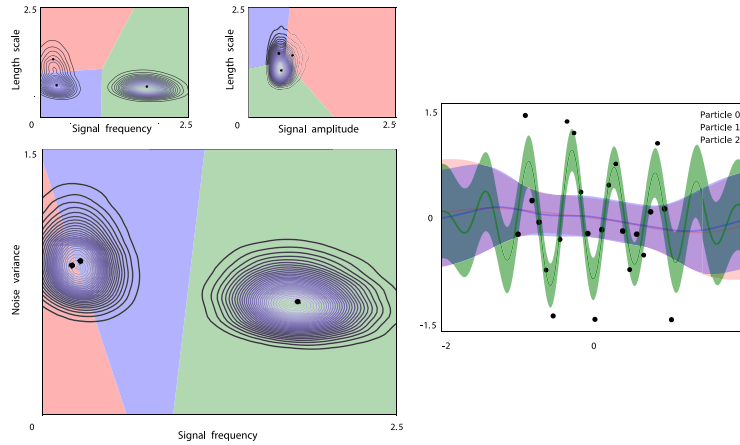 2.5
Length scale
0
Signal frequency
2.5
2.5
Length scale
0
Signal amplitude
2.5
1.5
Noise variance
0
Signal frequency
2.5
1.5
0
-1.5
-2
0
Particle 0
Particle 1
Particle 2